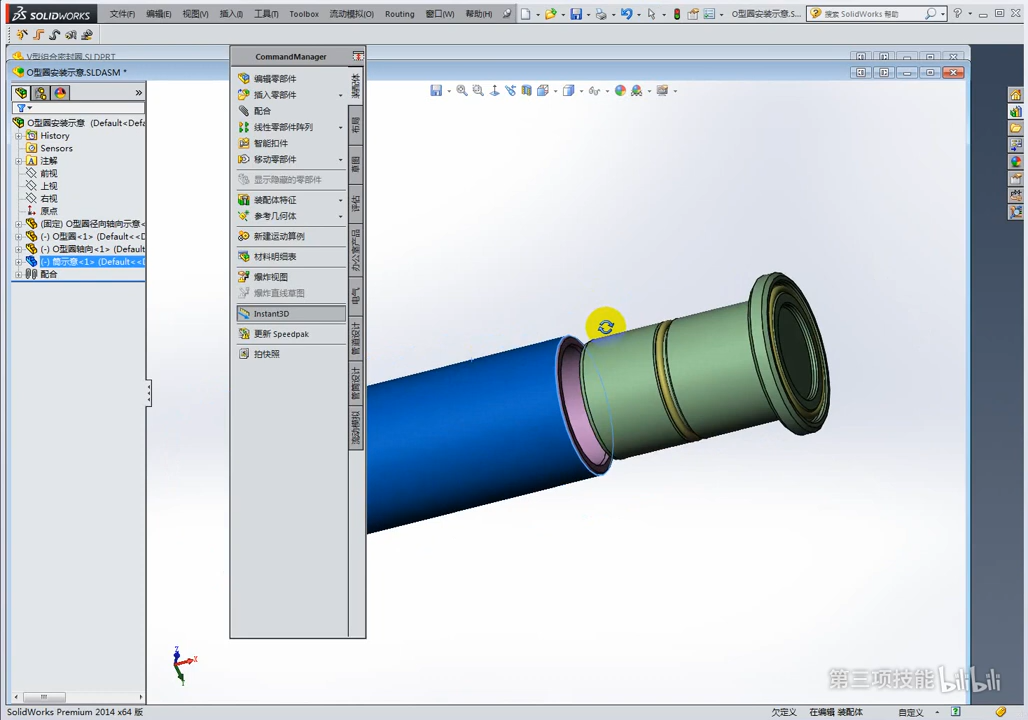 SOLIDWORKS 文件(F) 编辑(E) 视图(V) 插入(I) 工具(T) Toolbox 流动模拟(O) Routing 窗口(W) 帮助(H) O型圆安装示意.S... 搜索 SolidWorks 帮助
V型组合密封圈.SLDPRT
O型圆安装示意.SLDASM *
CommandManager
编辑零部件
插入零部件
配合
线性零部件阵列
智能扣件
移动零部件
显示隐藏的零部件
装配体特征
参考几何体
新建运动算例
材料明细表
爆炸视图
爆炸直线草图
Instant3D
更新 Speedpak
拍快照
装配体
布局
草图
评估
办公室产品
电气
管道设计
管筒设计
流动模拟
O型圆安装示意 (Default<Defa
History
Sensors
注解
前视
上视
右视
原点
(固定) O型圆径向轴向示意<
(-) O型圆<1> (Default<<D
(-) O型圆轴向<1> (Default
(-) 筒示意<1> (Default<<D
配合
Z
X
第三项技能 bilibili
SolidWorks Premium 2014 x64 版 欠定义 在编辑 装配体 自定义